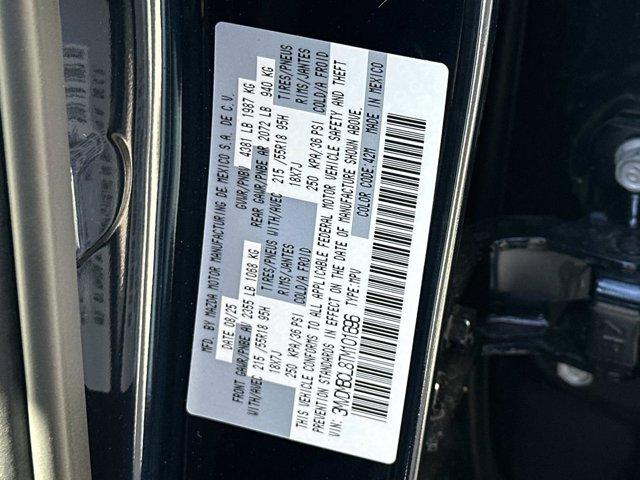 MFD. BY MAZDA MOTOR MANUFACTURING DE MEXICO S.A. DE C.V.
DATE 08/25 GVWR/PNBV 4381 LB 1987 KG
FRONT GAWR/PNBE AV 2355 LB 1068 KG REAR GAWR/PNBE AR 2072 LB 940 KG
WITH/AVEC 215 /55R18 95H TIRES/PNEUS WITH/AVEC 215 /55R18 95H TIRES/PNEUS
18X7J RIMS/JANTES 18X7J RIMS/JANTES
250 KPA/36 PSI COLD/A FROID 250 KPA/36 PSI COLD/A FROID
THIS VEHICLE CONFORMS TO ALL APPLICABLE FEDERAL MOTOR VEHICLE SAFETY AND THEFT
PREVENTION STANDARDS IN EFFECT ON THE DATE OF MANUFACTURE SHOWN ABOVE.
VIN: TYPE:MPV COLOR CODE:42M MADE IN MEXICO